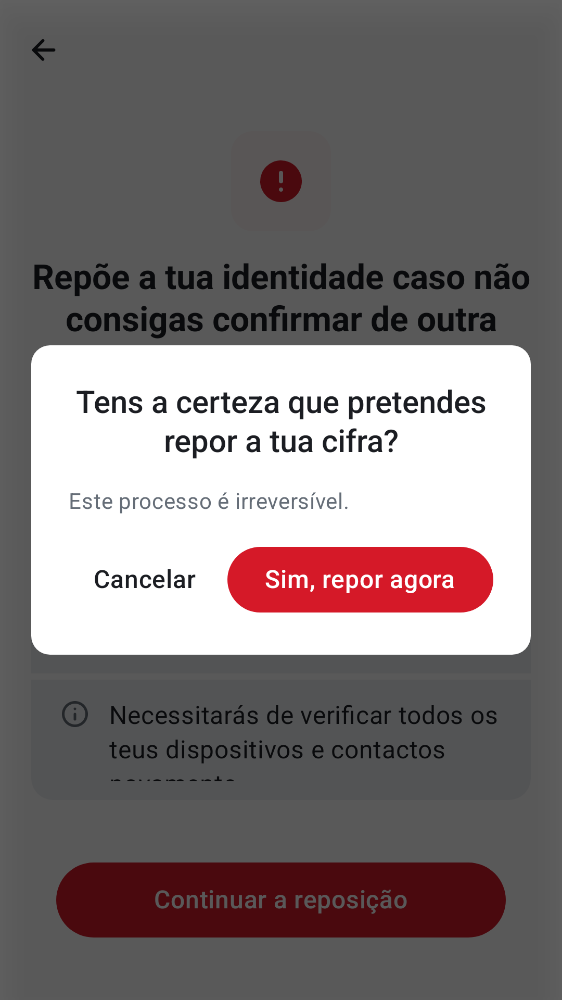 Repõe a tua identidade caso não
consigas confirmar de outra
Tens a certeza que pretendes
repor a tua cifra?
Este processo é irreversível.
Cancelar
Sim, repor agora
Necessitarás de verificar todos os
teus dispositivos e contactos
Continuar a reposição